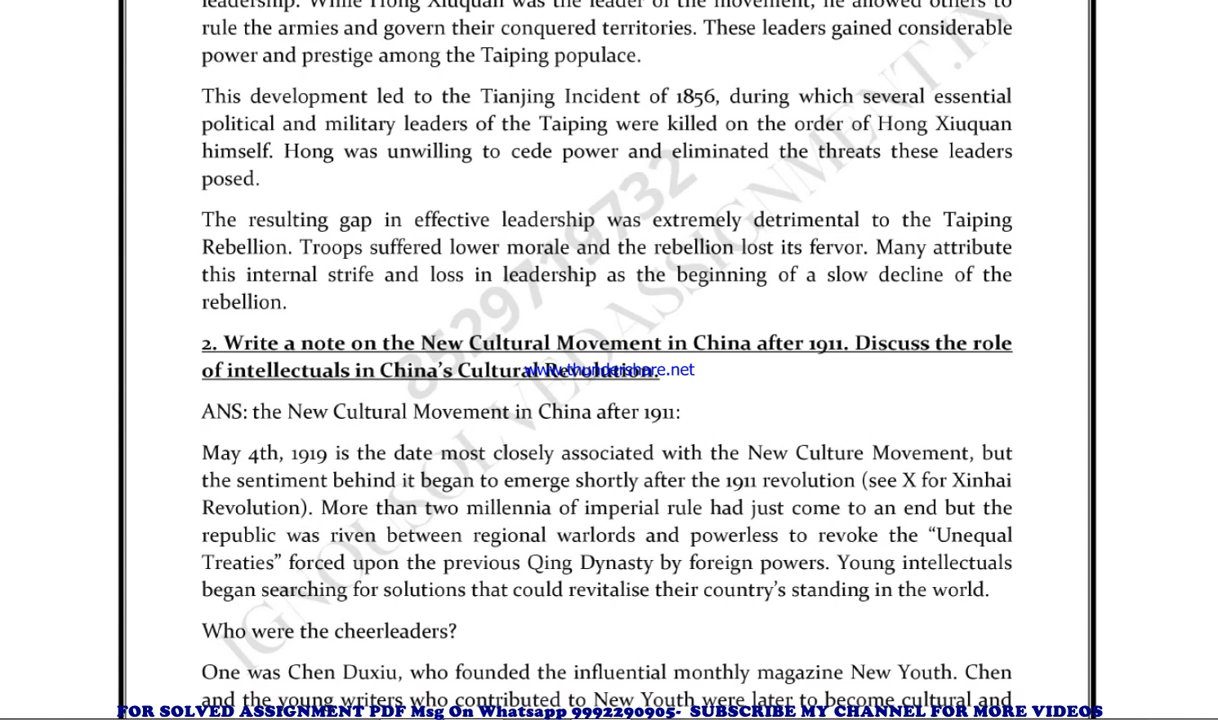 leadership. While Hong Xiuquan was the leader of the movement, he allowed others to
rule the armies and govern their conquered territories. These leaders gained considerable
power and prestige among the Taiping populace.
This development led to the Tianjing Incident of 1856, during which several essential
political and military leaders of the Taiping were killed on the order of Hong Xiuquan
himself. Hong was unwilling to cede power and eliminated the threats these leaders
posed.
The resulting gap in effective leadership was extremely detrimental to the Taiping
Rebellion. Troops suffered lower morale and the rebellion lost its fervor. Many attribute
this internal strife and loss in leadership as the beginning of a slow decline of the
rebellion.
2. Write a note on the New Cultural Movement in China after 1911. Discuss the role
of intellectuals in China's Cultural Revolution.
www.thundershare.net
ANS: the New Cultural Movement in China after 1911:
May 4th, 1919 is the date most closely associated with the New Culture Movement, but
the sentiment behind it began to emerge shortly after the 1911 revolution (see X for Xinhai
Revolution). More than two millennia of imperial rule had just come to an end but the
republic was riven between regional warlords and powerless to revoke the “Unequal
Treaties” forced upon the previous Qing Dynasty by foreign powers. Young intellectuals
began searching for solutions that could revitalise their country's standing in the world.
Who were the cheerleaders?
One was Chen Duxiu, who founded the influential monthly magazine New Youth. Chen
and the young writers who contributed to New Youth were later to become cultural and
FOR SOLVED ASSIGNMENT PDF Msg On Whatsapp 9992290905- SUBSCRIBE MY CHANNEL FOR MORE VIDEOS
8529719732
IGNOUSOLVEDASSIGNMENT.IN